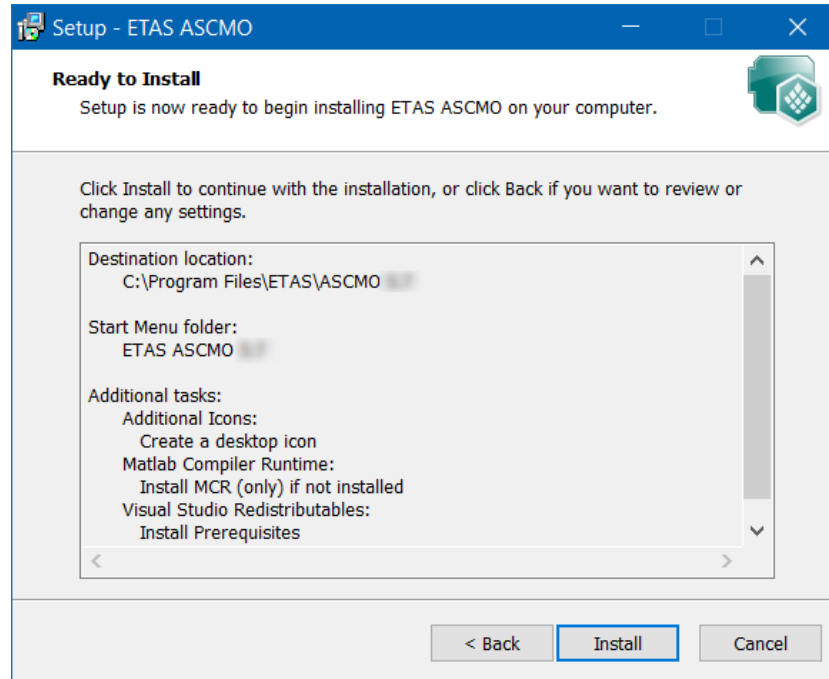 Setup - ETAS ASCMO
Ready to Install
Setup is now ready to begin installing ETAS ASCMO on your computer.
Click Install to continue with the installation, or click Back if you want to review or
change any settings.
Destination location:
C:\Program Files\ETAS\ASCMO
Start Menu folder:
ETAS ASCMO
Additional tasks:
Additional Icons:
Create a desktop icon
Matlab Compiler Runtime:
Install MCR (only) if not installed
Visual Studio Redistributables:
Install Prerequisites
< Back
Install
Cancel